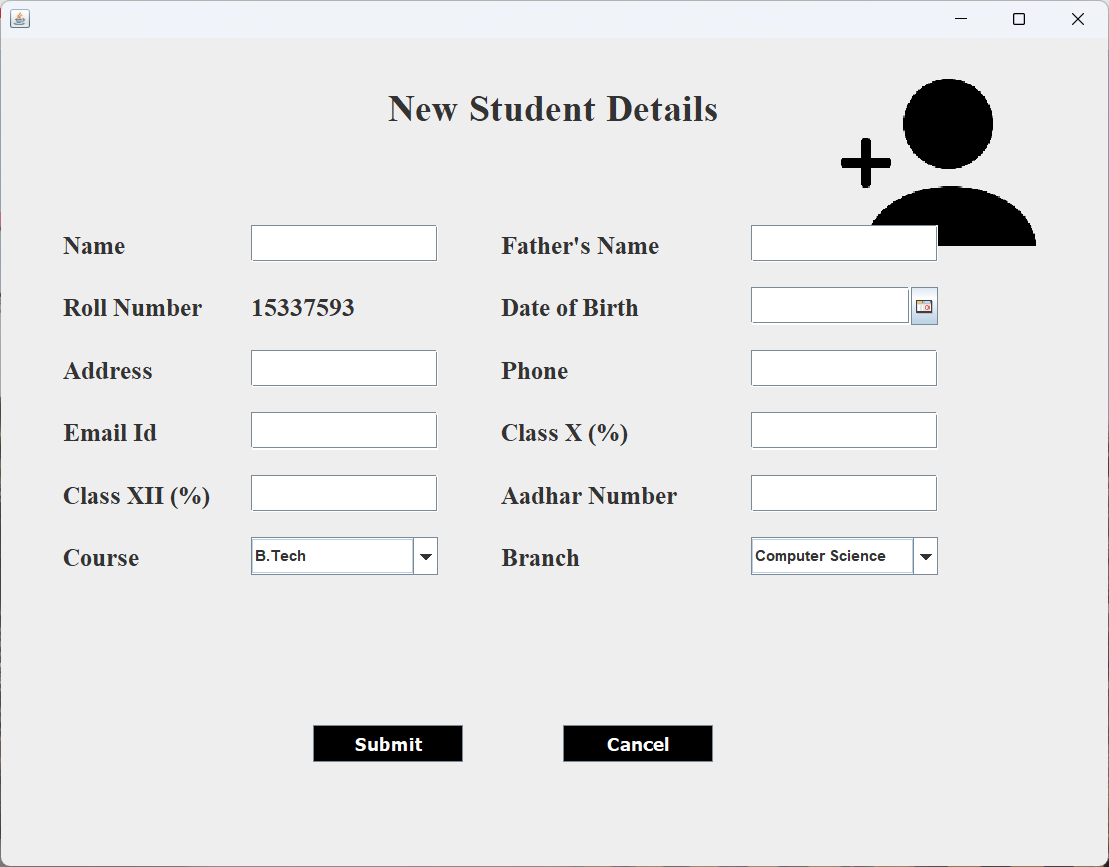 New Student Details
Name Father's Name
Roll Number 15337593 Date of Birth
Address Phone
Email Id Class X (%)
Class XII (%) Aadhar Number
Course B.Tech Branch Computer Science
Submit Cancel